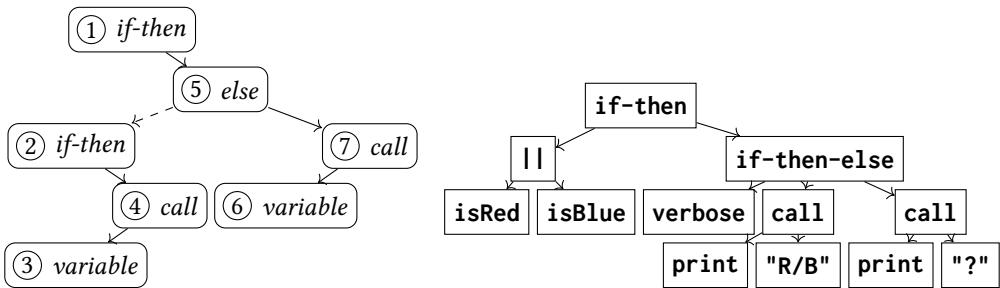 ① if-then
⑤ else
② if-then
⑦ call
④ call
⑥ variable
③ variable
if-then
||
if-then-else
isRed
isBlue
verbose
call
call
print
"R/B"
print
"?"